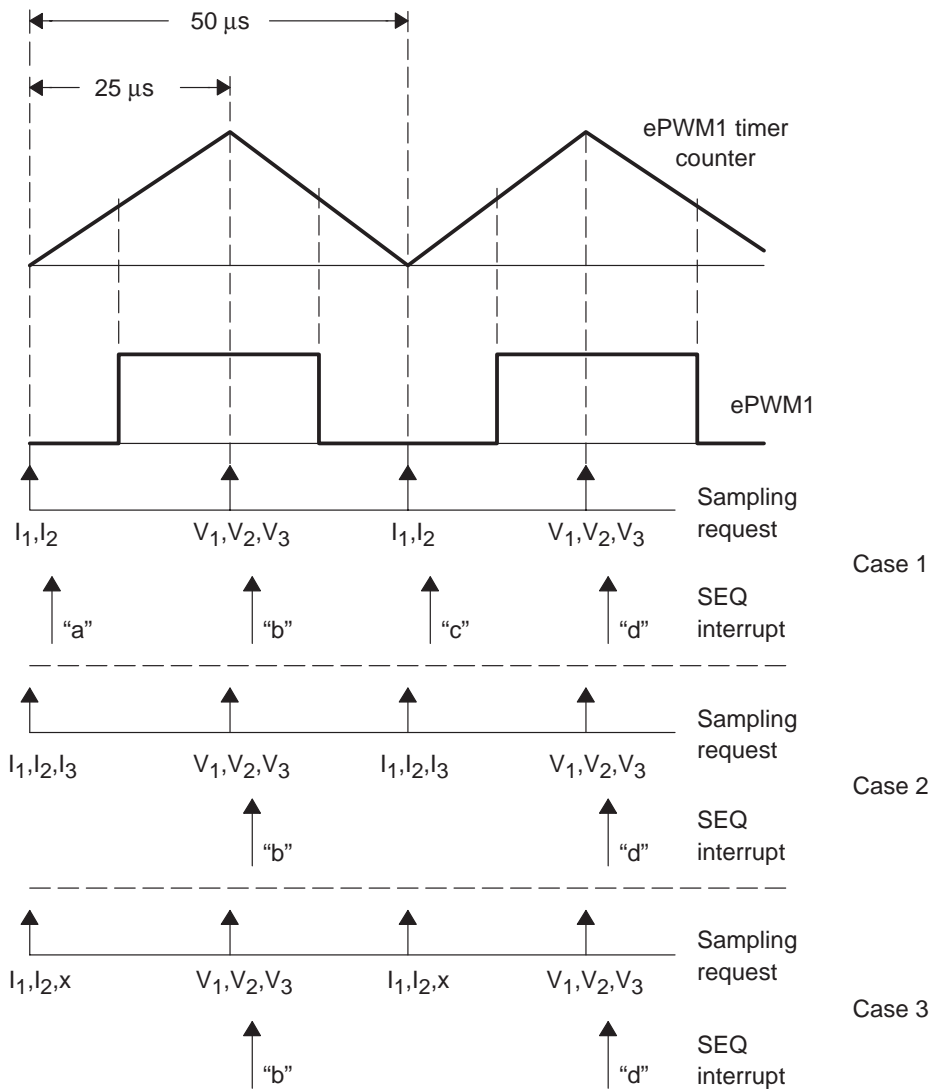 50 μs
25 μs
ePWM1 timer
counter
ePWM1
I1,I2 V1,V2,V3 I1,I2 V1,V2,V3
Sampling
request
Case 1
“a” “b” “c” “d”
SEQ
interrupt
I1,I2,I3 V1,V2,V3 I1,I2,I3 V1,V2,V3
Sampling
request
Case 2
“b” “d”
SEQ
interrupt
I1,I2,x V1,V2,V3 I1,I2,x V1,V2,V3
Sampling
request
Case 3
“b” “d”
SEQ
interrupt